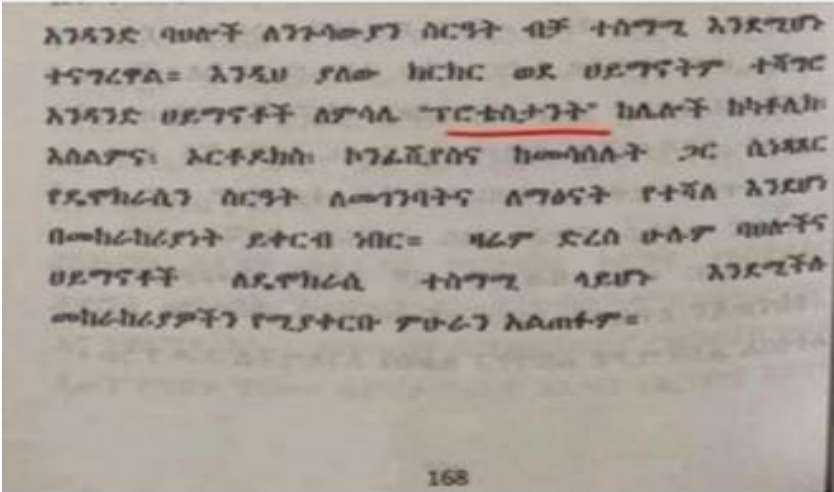 አንዳንድ ባህሎች ለንጉሳውያን ስርዓት ብቻ ተስማሚ እንደሚሆኑ
ተናግረዋል። እንዲህ ያለው ክርክር ወደ ሀይማኖትም ተሻግሮ
አንዳንድ ሀይማኖቶች ለምሳሌ "ፕሮቴስታንት" ከሌሎች ከካቶሊክ፣
እስልምና፣ ኦርቶዶክስ፣ ኮንፊሺየስና ከመሳሰሉት ጋር ሲነጻጸር
የዴሞክራሲን ስርዓት ለመገንባትና ለማፅናት የተሻለ እንደሆነ
በመከራከሪያነት ይቀርብ ነበር። ዛሬም ድረስ ሁሉም ባህሎችና
ሀይማኖቶች ለዴሞክራሲ ተስማሚ ላይሆኑ እንደሚችሉ
መከራከሪያዎችን የሚያቀርቡ ምሁራን አልጠፉም።
168